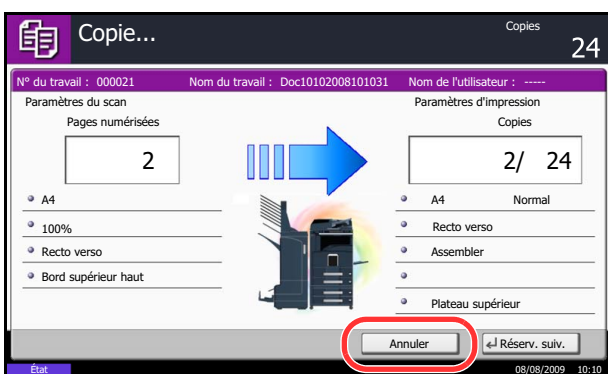 Copie...
Copies
24
N° du travail : 000021 Nom du travail : Doc10102008101031 Nom de l'utilisateur : -----
Paramètres du scan
Pages numérisées
2
A4
100%
Recto verso
Bord supérieur haut
Paramètres d'impression
Copies
2/ 24
A4 Normal
Recto verso
Assembler
Plateau supérieur
Annuler
Réserv. suiv.
État
08/08/2009 10:10